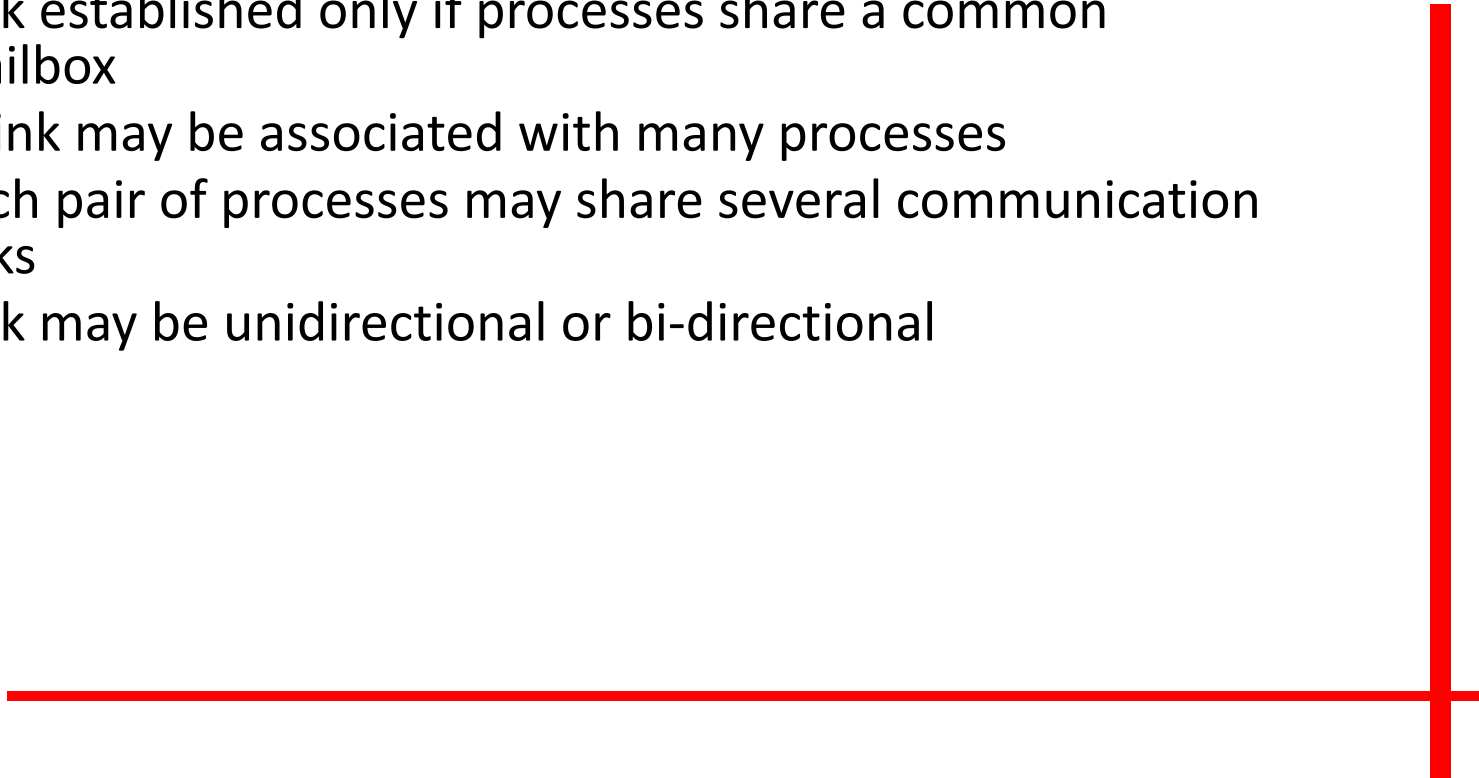 k established only if processes share a common
ilbox
ink may be associated with many processes
ch pair of processes may share several communication
ks
k may be unidirectional or bi-directional